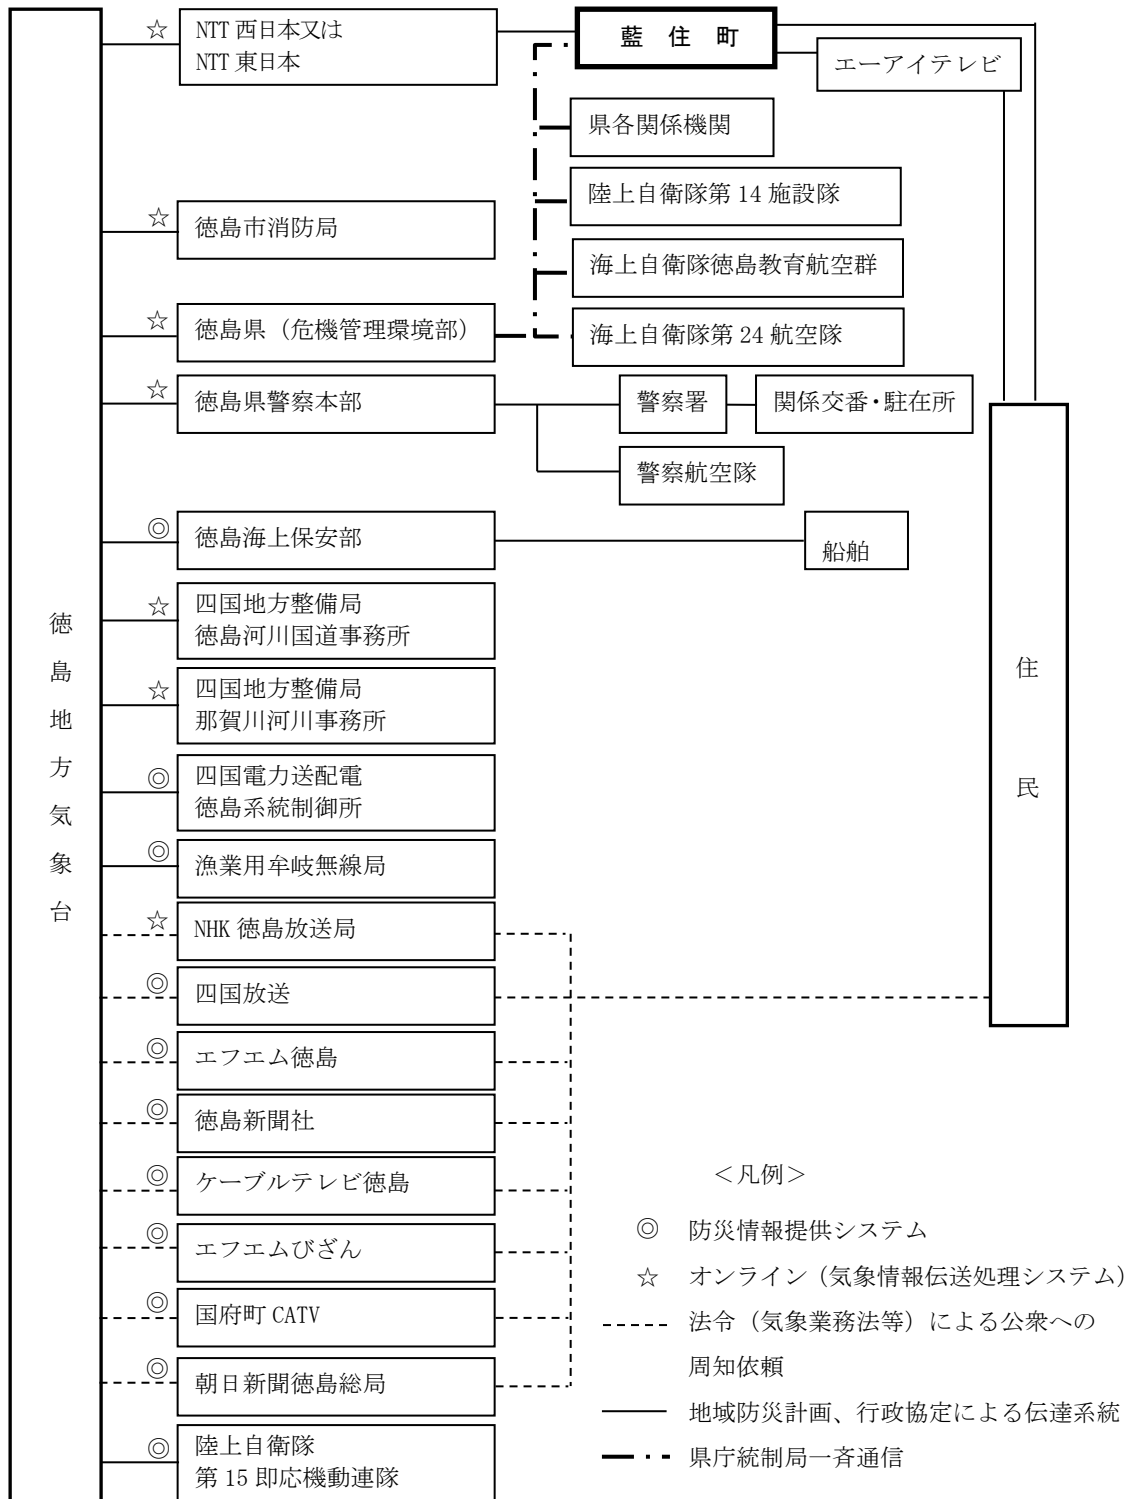 ☆
NTT 西日本又は
NTT 東日本
藍 住 町
エーアイテレビ
県各関係機関
陸上自衛隊第 14 施設隊
☆
徳島市消防局
海上自衛隊徳島教育航空群
☆
徳島県（危機管理環境部）
海上自衛隊第 24 航空隊
☆
徳島県警察本部
警察署
関係交番・駐在所
警察航空隊
◎
徳島海上保安部
船舶
☆
四国地方整備局
徳島河川国道事務所
☆
四国地方整備局
那賀川河川事務所
◎
四国電力送配電
徳島系統制御所
◎
漁業用牟岐無線局
☆
NHK 徳島放送局
◎
四国放送
◎
エフエム徳島
◎
徳島新聞社
◎
ケーブルテレビ徳島
◎
エフエムびざん
◎
国府町 CATV
◎
朝日新聞徳島総局
◎
陸上自衛隊
第 15 即応機動連隊
徳島地方気象台
住民
＜凡例＞
◎ 防災情報提供システム
☆ オンライン（気象情報伝送処理システム）
法令（気象業務法等）による公衆への
周知依頼
地域防災計画、行政協定による伝達系統
県庁統制局一斉通信